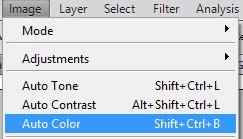 Image Layer Select Filter Analysis
Mode
Adjustments
Auto Tone Shift+Ctrl+L
Auto Contrast Alt+Shift+Ctrl+L
Auto Color Shift+Ctrl+B